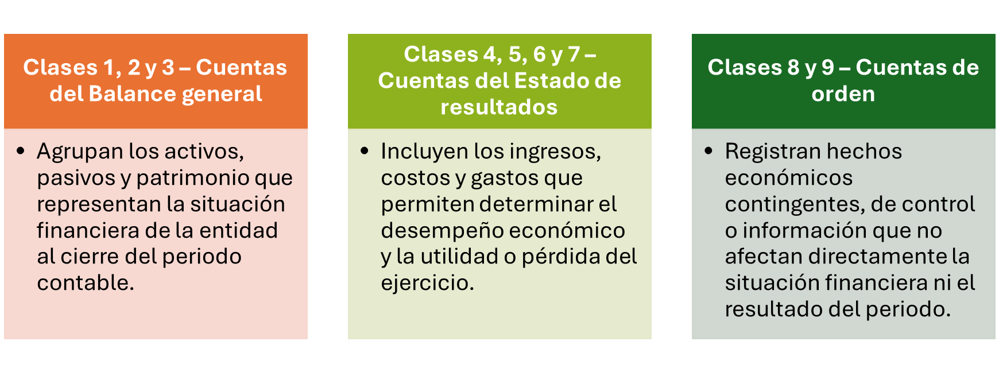 Clases 1, 2 y 3 – Cuentas
del Balance general
• Agrupan los activos,
pasivos y patrimonio que
representan la situación
financiera de la entidad
al cierre del periodo
contable.
Clases 4, 5, 6 y 7 –
Cuentas del Estado de
resultados
• Incluyen los ingresos,
costos y gastos que
permiten determinar el
desempeño económico
y la utilidad o pérdida del
ejercicio.
Clases 8 y 9 – Cuentas de
orden
• Registran hechos
económicos
contingentes, de control
o información que no
afectan directamente la
situación financiera ni el
resultado del periodo.